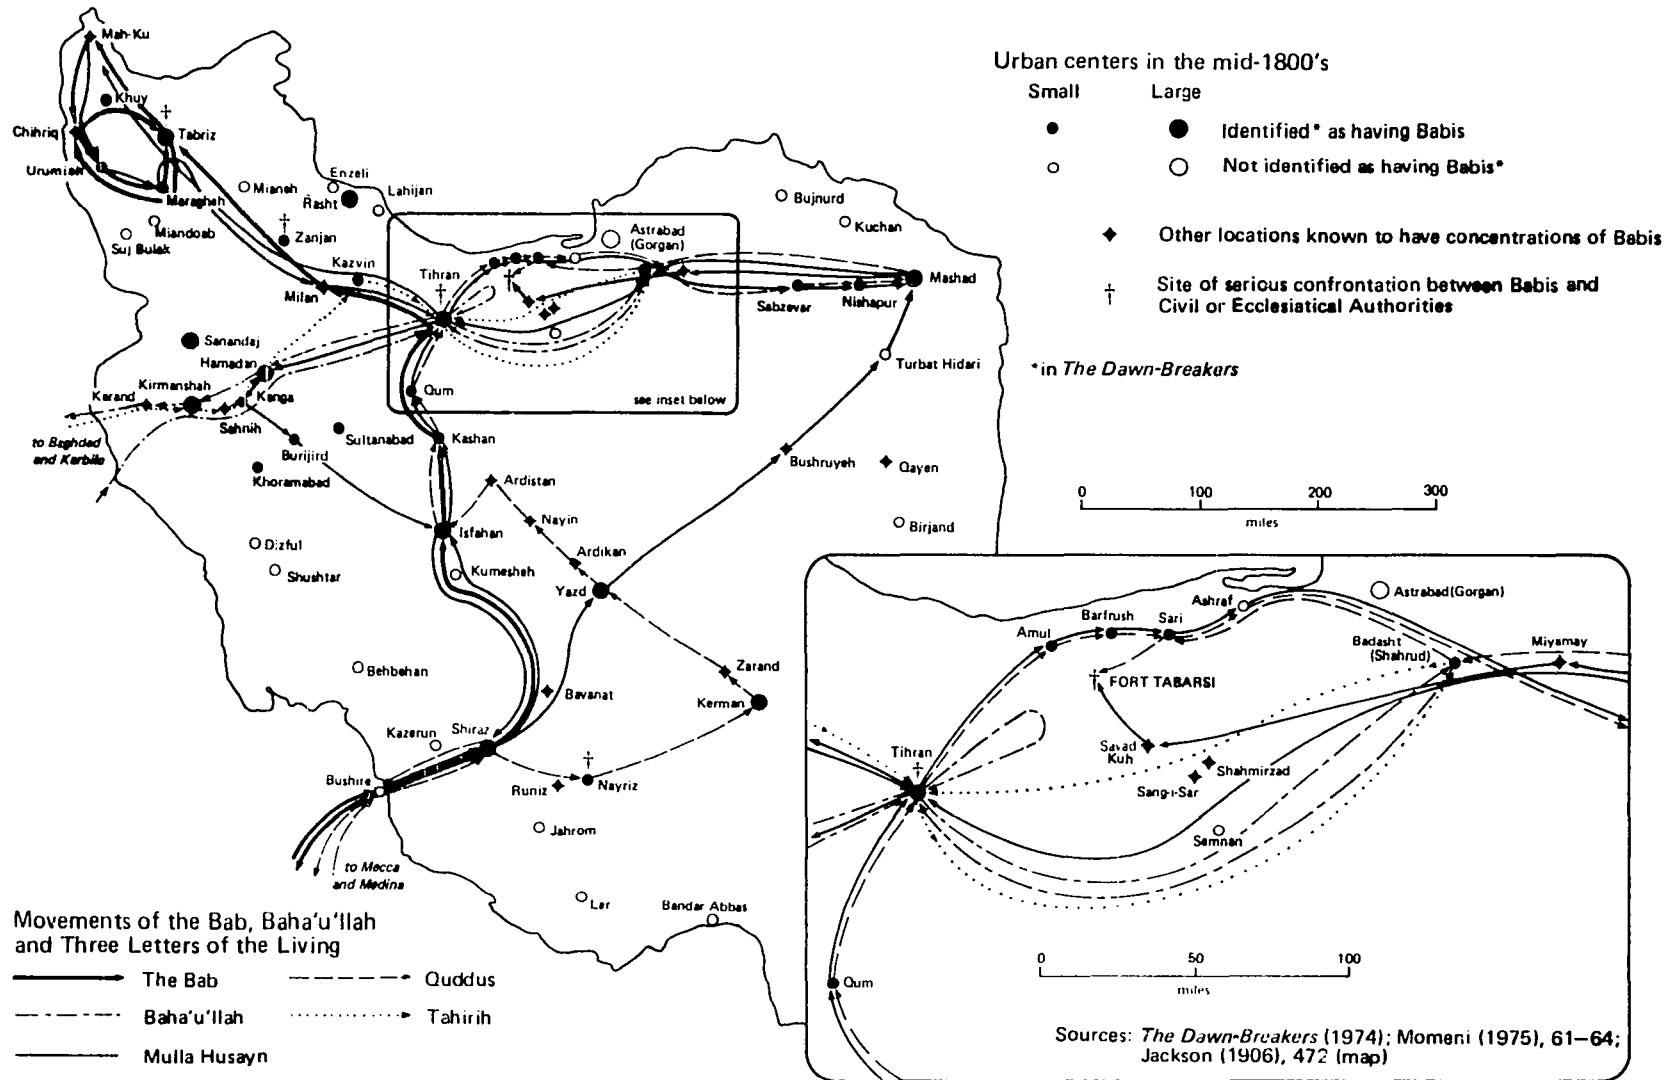 Mah-Ku
Khuy
Chihriq
Tabriz
Urumiah
Maragheh
Mianeh
Enzeli
Rasht
Lahijan
Miandoab
Suj Bulak
Zanjan
Kazvin
Milan
Tihran
Astrabad
(Gorgan)
Bujnurd
Kuchan
Mashad
Sabzevar
Nishapur
Turbat Hidari
Sanandaj
Hamadan
Kirmanshah
Karand
Kanga
Sahnih
Qum
see inset below
to Baghdad
and Karbila
Sultanabad
Kashan
Burijird
Khoramabad
Bushruyeh
Qayen
Ardistan
Nayin
Isfahan
Birjand
Dizful
Shushtar
Kumesheh
Ardikan
Yazd
Behbehan
Zarand
Bavanat
Kerman
Kazerun
Shiraz
Bushire
Runiz
Nayriz
Jahrom
to Mecca
and Medina
Lar
Bandar Abbas
Urban centers in the mid-1800's
Small Large
Identified* as having Babis
Not identified as having Babis*
Other locations known to have concentrations of Babis
† Site of serious confrontation between Babis and
Civil or Ecclesiastical Authorities
*in The Dawn-Breakers
0 100 200 300
miles
Ashraf
Astrabad(Gorgan)
Barfrush
Sari
Amul
Badasht
(Shahrud)
Miyamay
FORT TABARSI
Tihran
Savad
Kuh
Shahmirzad
Sang-i-Sar
Semnan
Qum
0 50 100
miles
Sources: The Dawn-Breakers (1974); Momeni (1975), 61–64;
Jackson (1906), 472 (map)
Movements of the Bab, Baha'u'llah
and Three Letters of the Living
The Bab
Quddus
Baha'u'llah
Tahirih
Mulla Husayn